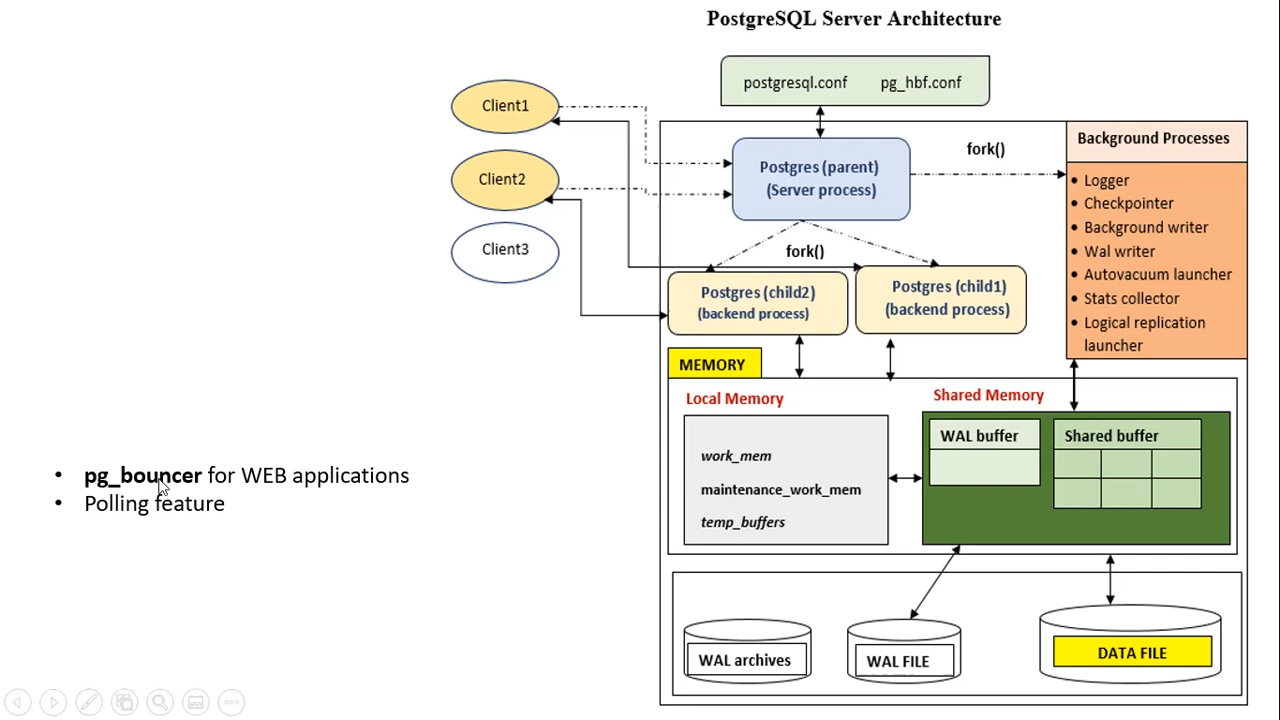 PostgreSQL Server Architecture
postgresql.conf pg_hbf.conf
Client1
Client2
Client3
Postgres (parent)
(Server process)
fork()
Background Processes
• Logger
• Checkpointer
• Background writer
• Wal writer
• Autovacuum launcher
• Stats collector
• Logical replication
launcher
fork()
Postgres (child2)
(backend process)
Postgres (child1)
(backend process)
MEMORY
Local Memory
work_mem
maintenance_work_mem
temp_buffers
Shared Memory
WAL buffer
Shared buffer
• pg_bouncer for WEB applications
• Polling feature
WAL archives
WAL FILE
DATA FILE